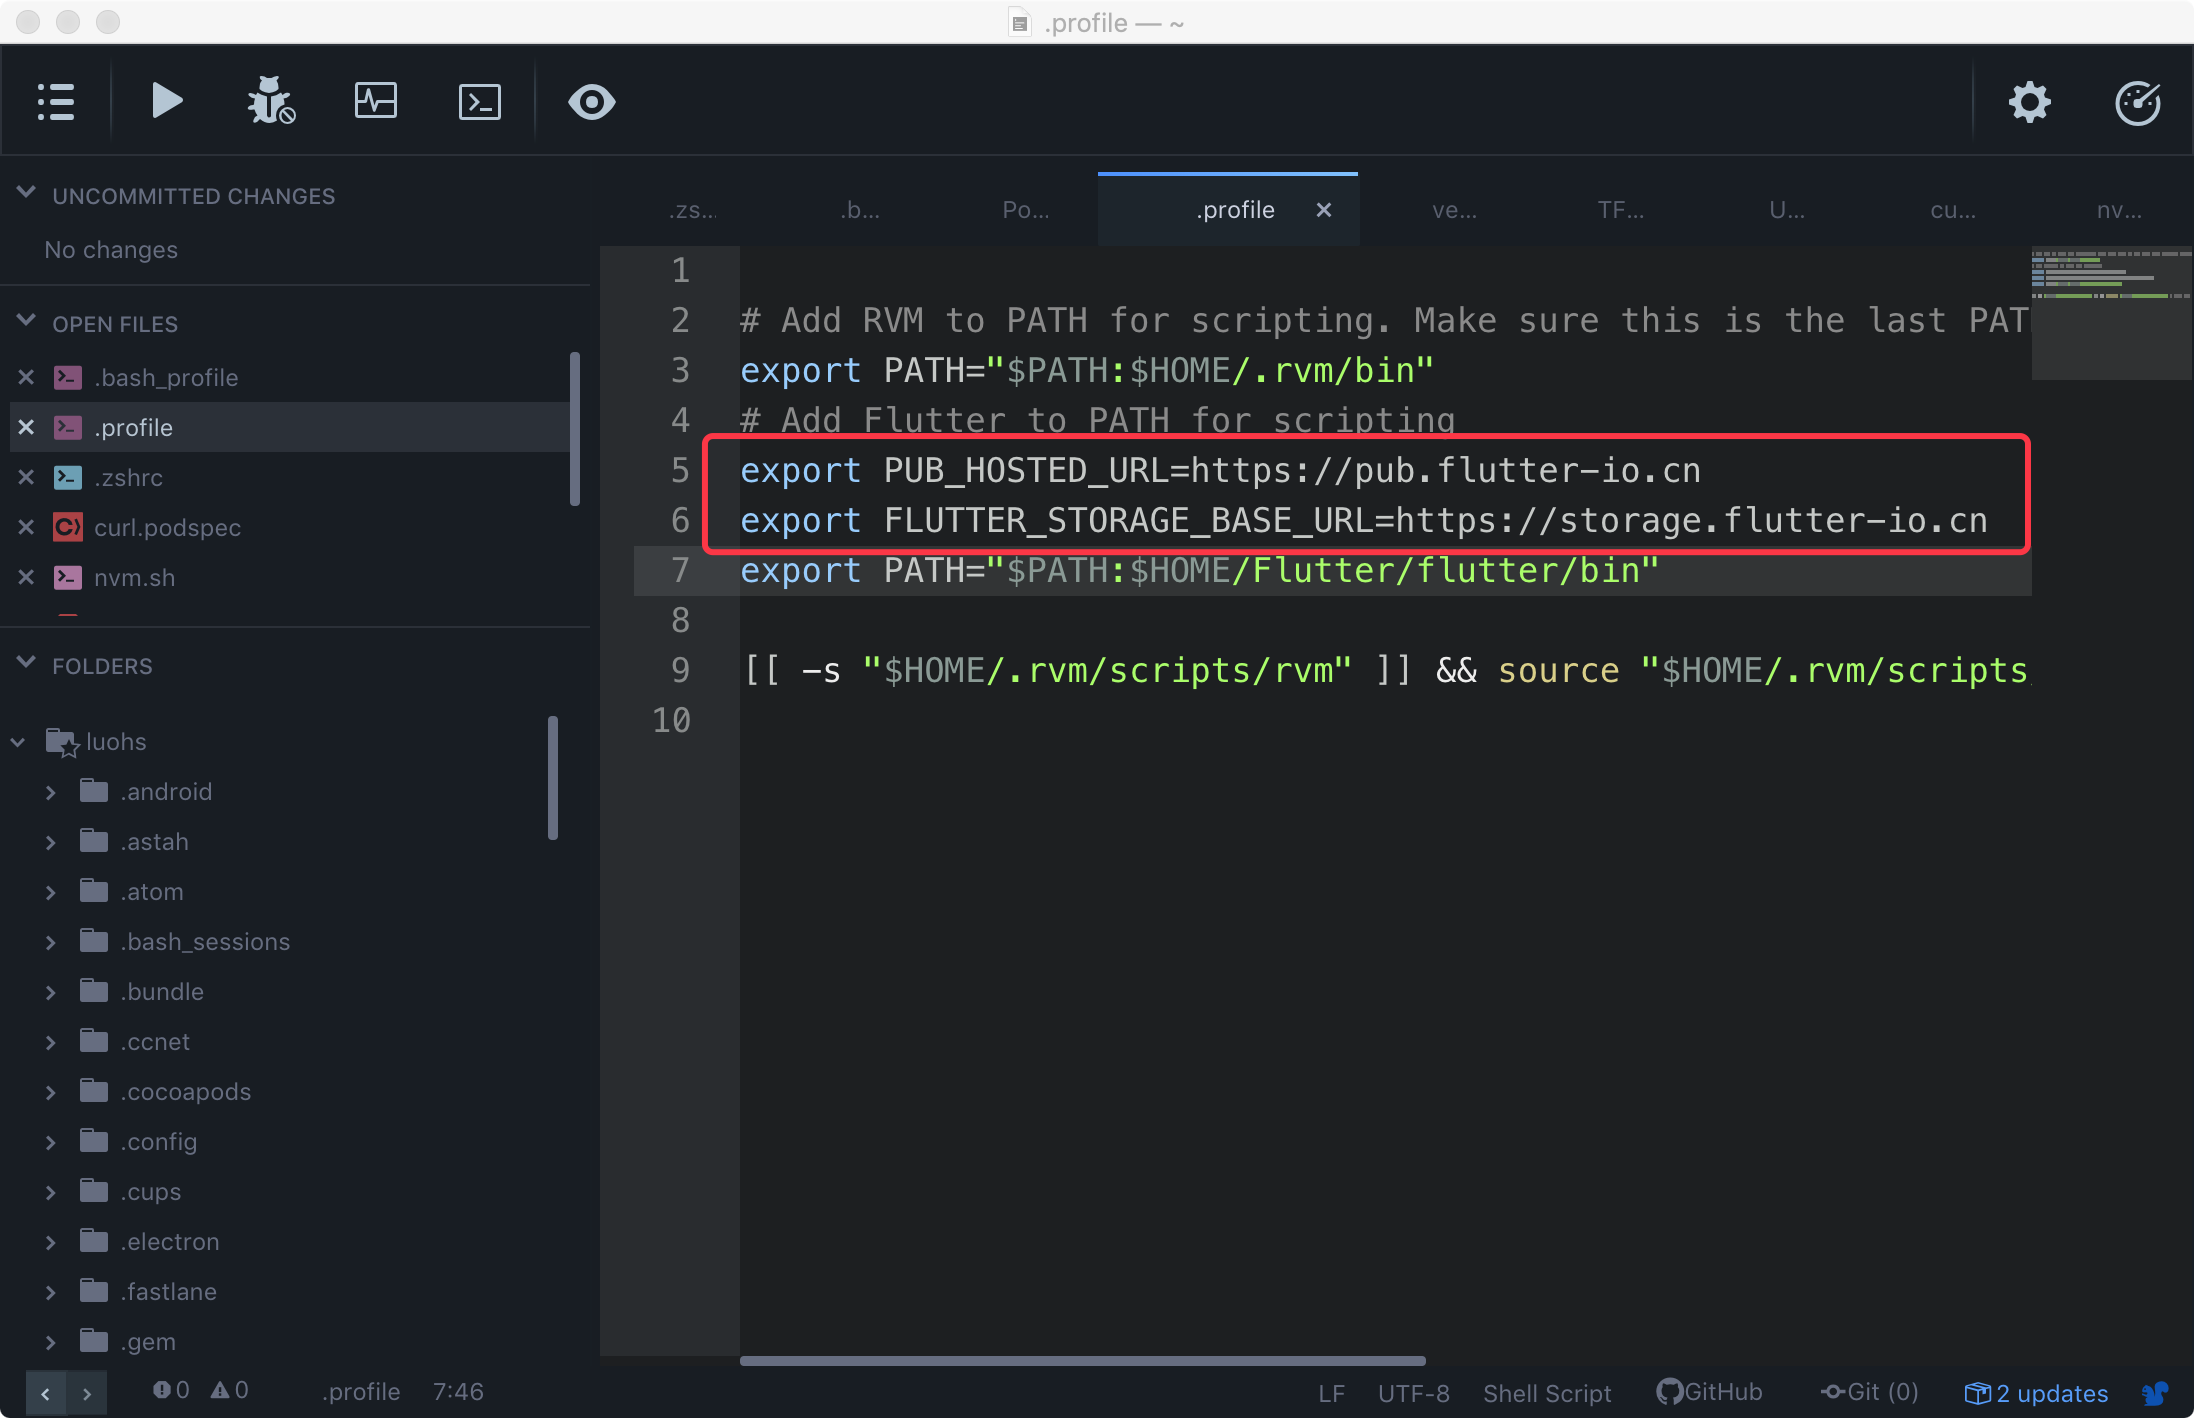 .profile — ~
UNCOMMITTED CHANGES
No changes
OPEN FILES
.bash_profile
.profile
.zshrc
curl.podspec
nvm.sh
FOLDERS
luohs
.android
.astah
.atom
.bash_sessions
.bundle
.ccnet
.cocoapods
.config
.cups
.electron
.fastlane
.gem
.zs... .b... Po... .profile ve... TF... U... cu... nv...
1
2 # Add RVM to PATH for scripting. Make sure this is the last PAT
3 export PATH="$PATH:$HOME/.rvm/bin"
4 # Add Flutter to PATH for scripting
5 export PUB_HOSTED_URL=https://pub.flutter-io.cn
6 export FLUTTER_STORAGE_BASE_URL=https://storage.flutter-io.cn
7 export PATH="$PATH:$HOME/Flutter/flutter/bin"
8
9 [[ -s "$HOME/.rvm/scripts/rvm" ]] && source "$HOME/.rvm/scripts
10
0 0 .profile 7:46 LF UTF-8 Shell Script GitHub Git (0) 2 updates